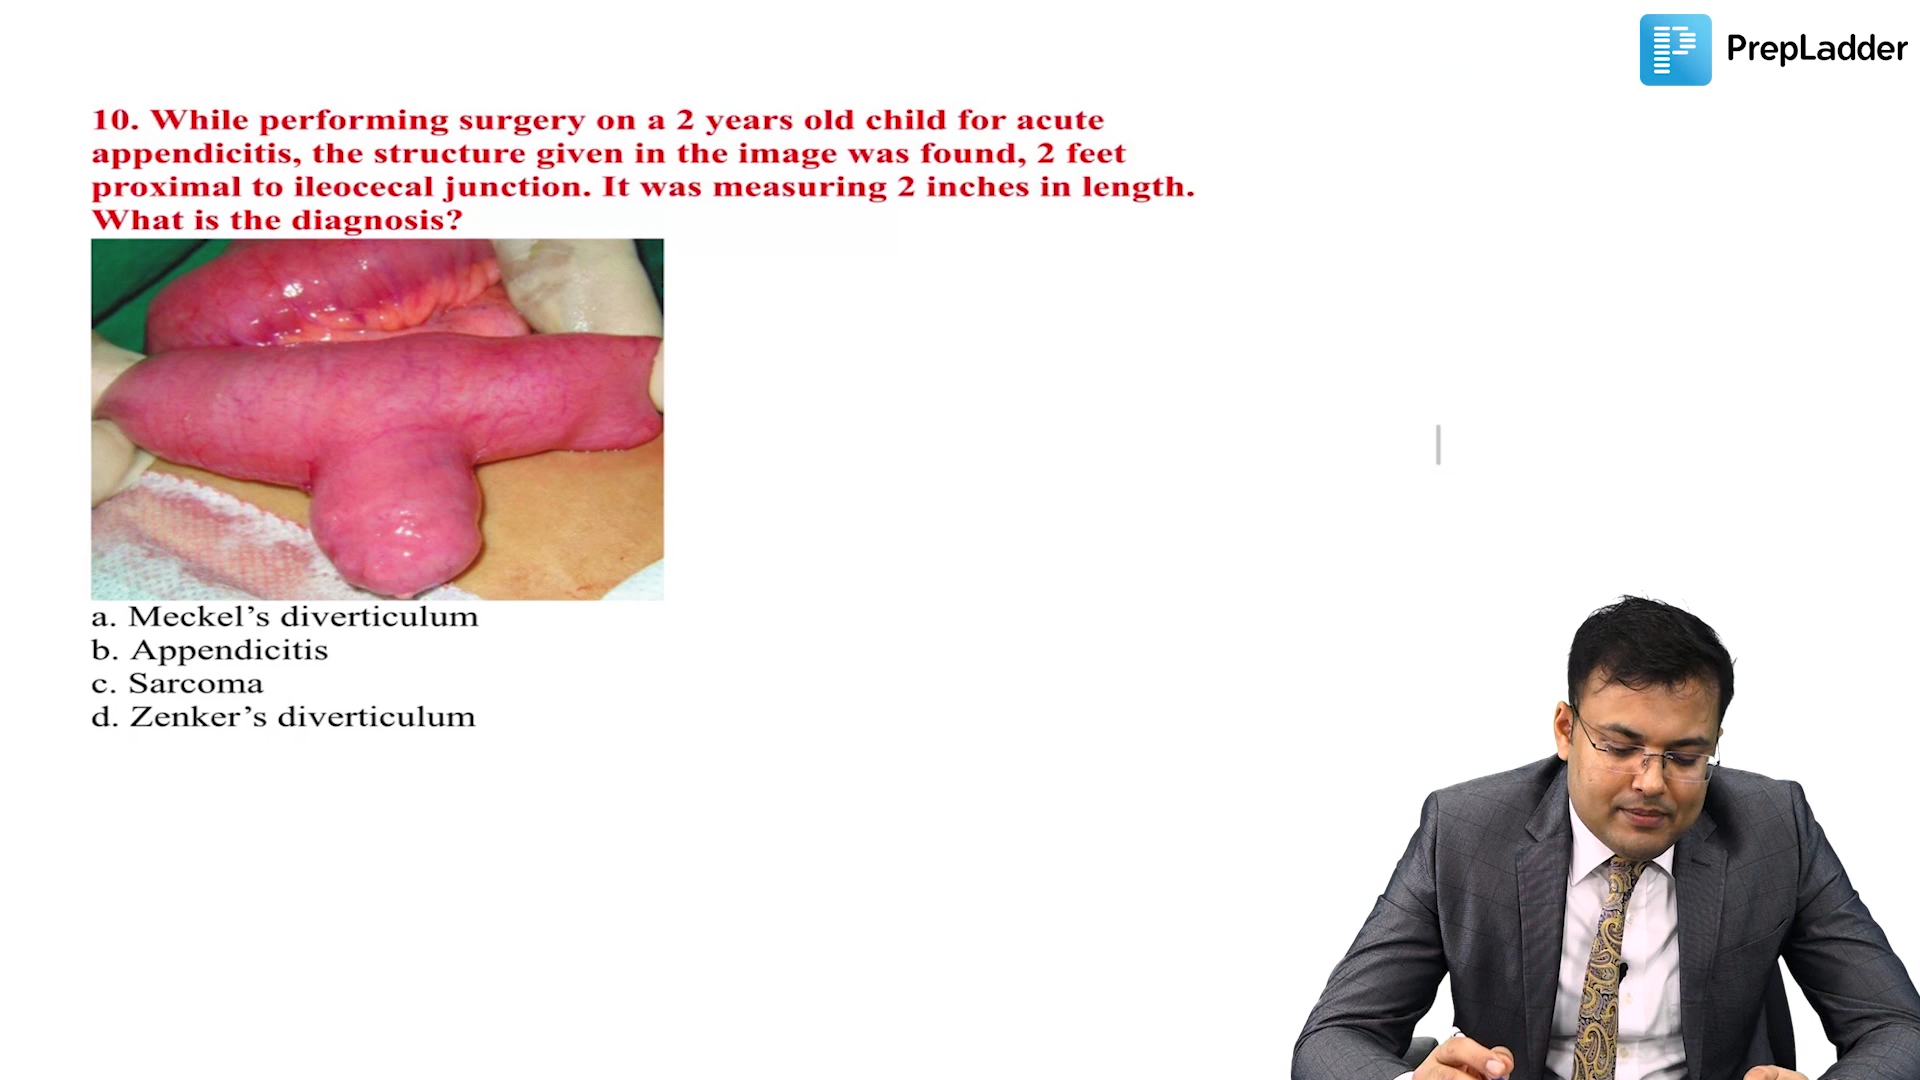 PrepLadder
10. While performing surgery on a 2 years old child for acute
appendicitis, the structure given in the image was found, 2 feet
proximal to ileocecal junction. It was measuring 2 inches in length.
What is the diagnosis?
a. Meckel’s diverticulum
b. Appendicitis
c. Sarcoma
d. Zenker’s diverticulum